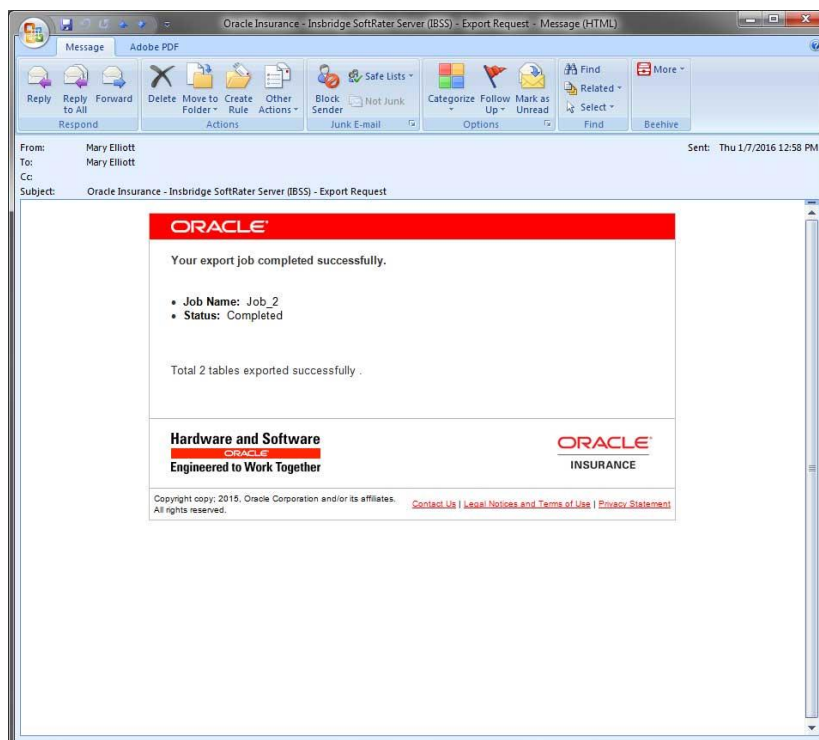 Oracle Insurance - Insbridge SoftRater Server (IBSS) - Export Request - Message (HTML)
Message Adobe PDF
Reply Reply to All Forward Delete Move to Folder Create Rule Other Actions Block Sender Safe Lists Not Junk Categorize Follow Up Mark as Unread Find Related Select More
Respond Actions Junk E-mail Options Find Beehive
From: Mary Elliott Sent: Thu 1/7/2016 12:58 PM
To: Mary Elliott
Cc:
Subject: Oracle Insurance - Insbridge SoftRater Server (IBSS) - Export Request
ORACLE
Your export job completed successfully.
• Job Name: Job_2
• Status: Completed
Total 2 tables exported successfully .
Hardware and Software
ORACLE
Engineered to Work Together
ORACLE
INSURANCE
Copyright copy; 2015, Oracle Corporation and/or its affiliates.
All rights reserved.
Contact Us | Legal Notices and Terms of Use | Privacy Statement